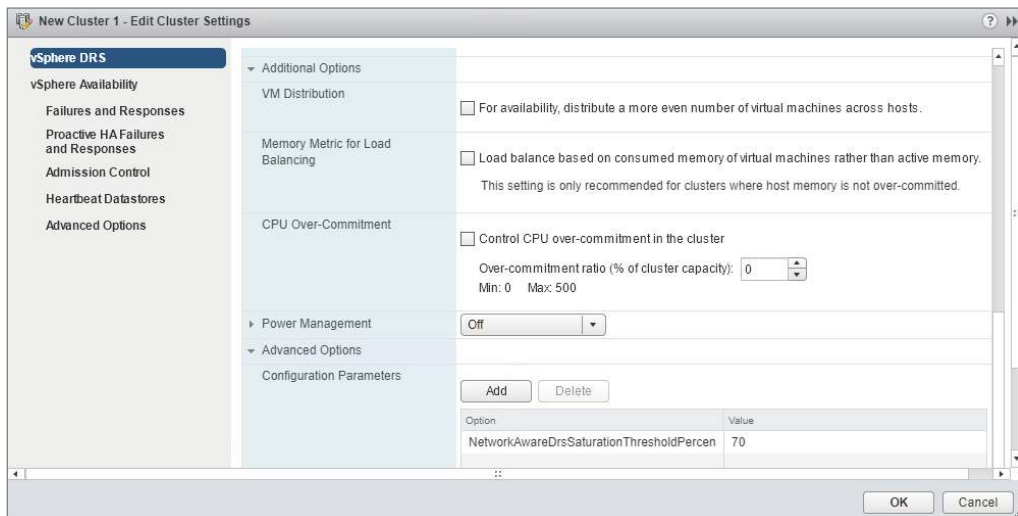 New Cluster 1 - Edit Cluster Settings
?
vSphere DRS
vSphere Availability
Failures and Responses
Proactive HA Failures
and Responses
Admission Control
Heartbeat Datastores
Advanced Options
Additional Options
VM Distribution
For availability, distribute a more even number of virtual machines across hosts.
Memory Metric for Load
Balancing
Load balance based on consumed memory of virtual machines rather than active memory.
This setting is only recommended for clusters where host memory is not over-committed.
CPU Over-Commitment
Control CPU over-commitment in the cluster
Over-commitment ratio (% of cluster capacity): 0
Min: 0 Max: 500
Power Management
Off
Advanced Options
Configuration Parameters
Add Delete
Option Value
NetworkAwareDrsSaturationThresholdPercen 70
OK Cancel